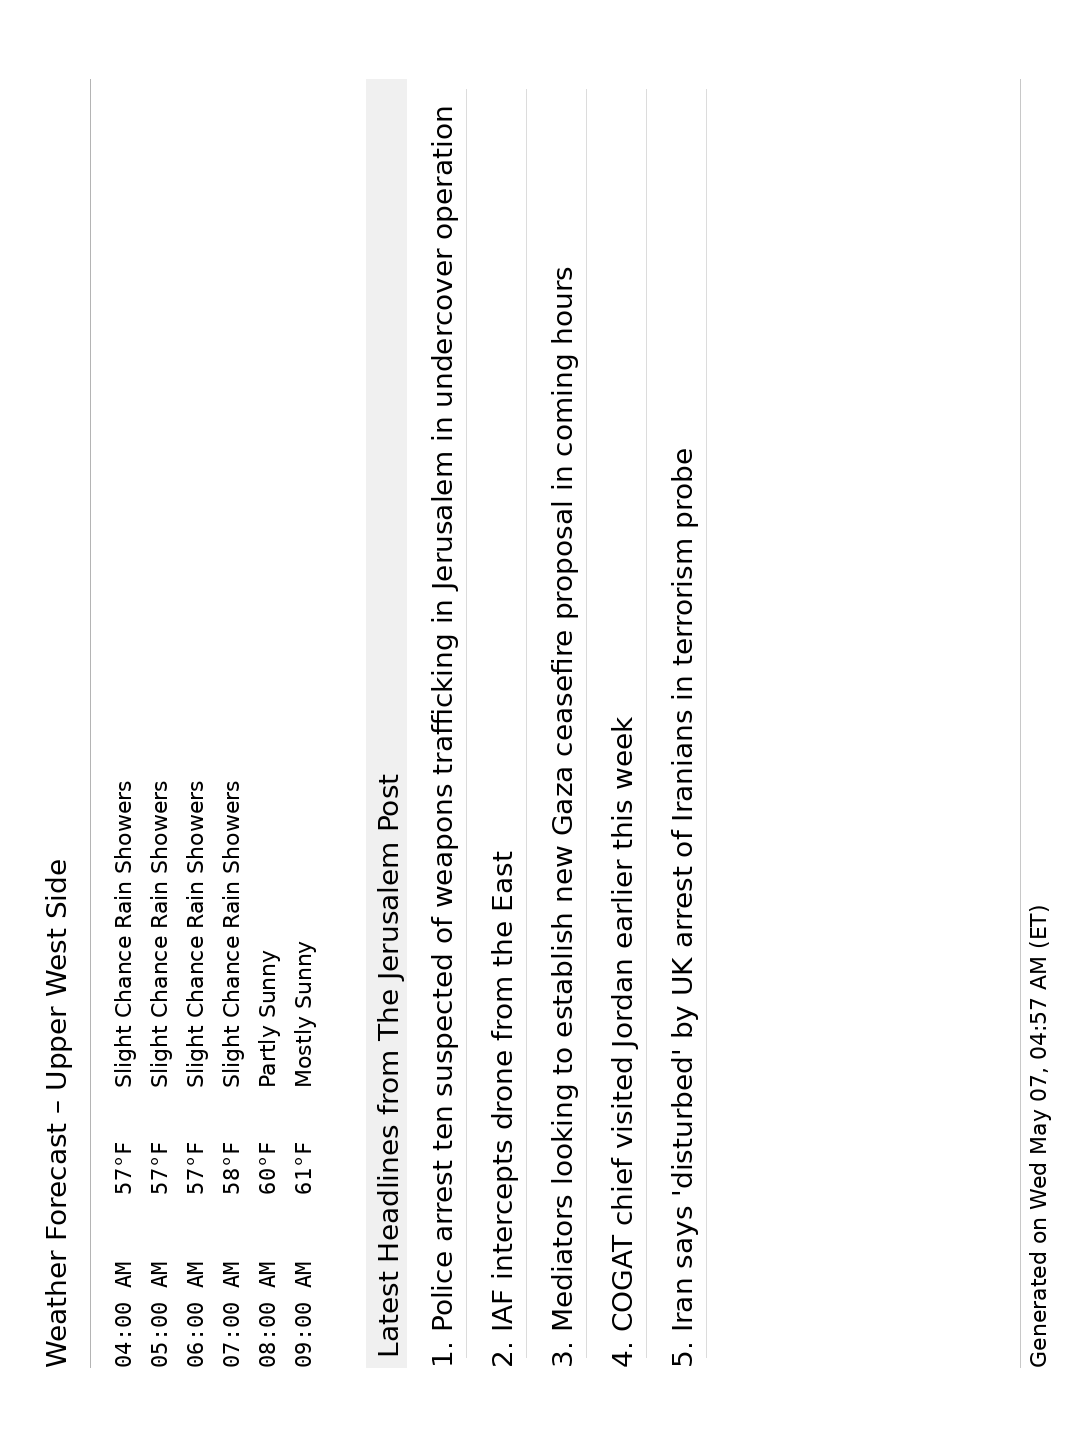 Weather Forecast – Upper West Side
04:00 AM 57°F Slight Chance Rain Showers
05:00 AM 57°F Slight Chance Rain Showers
06:00 AM 57°F Slight Chance Rain Showers
07:00 AM 58°F Slight Chance Rain Showers
08:00 AM 60°F Partly Sunny
09:00 AM 61°F Mostly Sunny
Latest Headlines from The Jerusalem Post
1. Police arrest ten suspected of weapons trafficking in Jerusalem in undercover operation
2. IAF intercepts drone from the East
3. Mediators looking to establish new Gaza ceasefire proposal in coming hours
4. COGAT chief visited Jordan earlier this week
5. Iran says 'disturbed' by UK arrest of Iranians in terrorism probe
Generated on Wed May 07, 04:57 AM (ET)